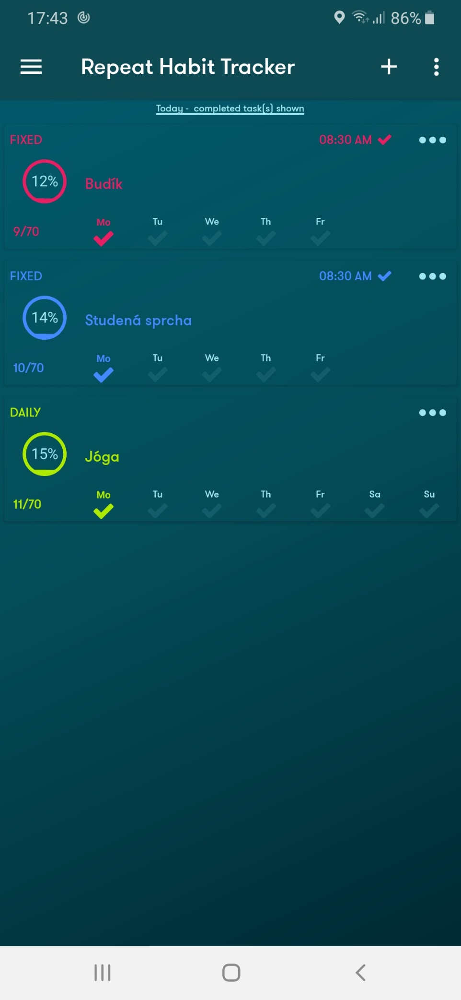 17:43 86%
Repeat Habit Tracker
Today - completed task(s) shown
FIXED 08:30 AM
12% Budík
Mo Tu We Th Fr
9/70
FIXED 08:30 AM
14% Studená sprcha
Mo Tu We Th Fr
10/70
DAILY
15% Jóga
Mo Tu We Th Fr Sa Su
11/70